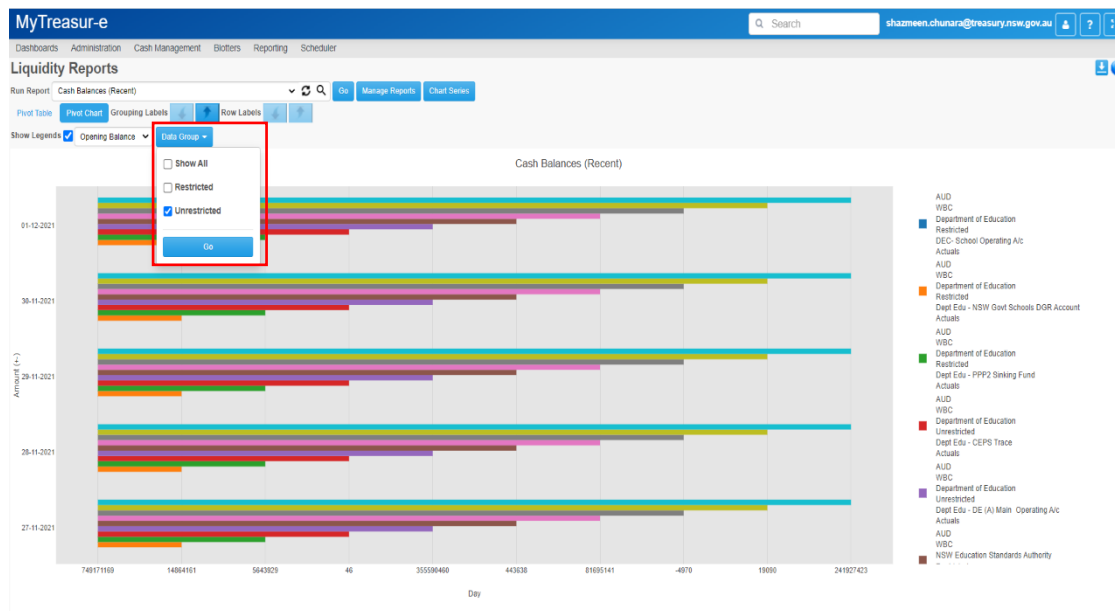 MyTreasur-e
Search
shazmeen.chunara@treasury.nsw.gov.au
?
Dashboards Administration Cash Management Blotters Reporting Scheduler
Liquidity Reports
Run Report Cash Balances (Recent) Go Manage Reports Chart Series
Pivot Table Pivot Chart Grouping Labels Row Labels
Show Legends Opening Balance Data Group
Show All
Restricted
Unrestricted
Go
Cash Balances (Recent)
01-12-2021
30-11-2021
29-11-2021
28-11-2021
27-11-2021
Amount (+-)
749171169 14864161 5643929 46 355590460 443638 81695141 -4970 19090 241927423
Day
AUD
WBC
Department of Education
Restricted
DEC- School Operating A/c
Actuals
AUD
WBC
Department of Education
Restricted
Dept Edu - NSW Govt Schools DGR Account
Actuals
AUD
WBC
Department of Education
Restricted
Dept Edu - PPP2 Sinking Fund
Actuals
AUD
WBC
Department of Education
Unrestricted
Dept Edu - CEPS Trace
Actuals
AUD
WBC
Department of Education
Unrestricted
Dept Edu - DE (A) Main Operating A/c
Actuals
AUD
WBC
NSW Education Standards Authority